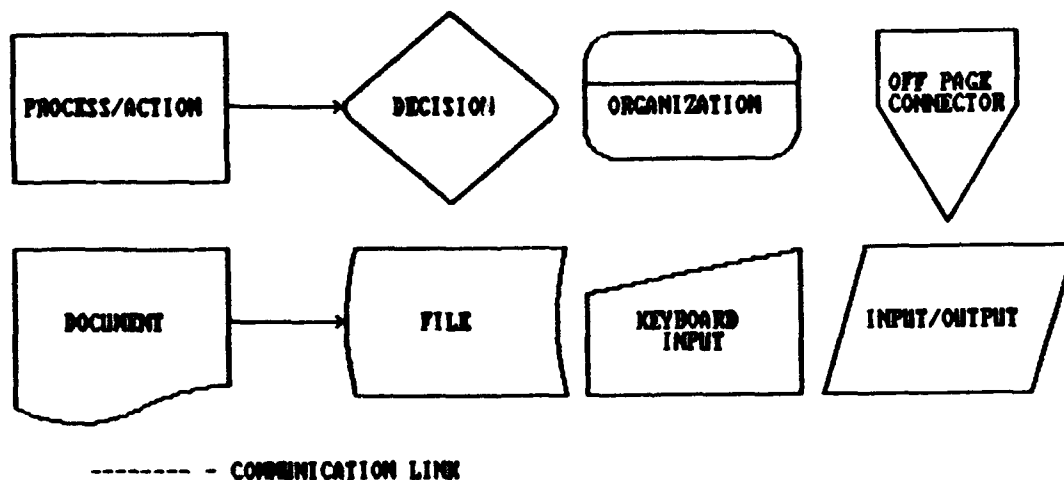 PROCESS/ACTION
DECISION
ORGANIZATION
OFF PAGE
CONNECTOR
DOCUMENT
FILE
KEYBOARD
INPUT
INPUT/OUTPUT
-------- - COMMUNICATION LINK